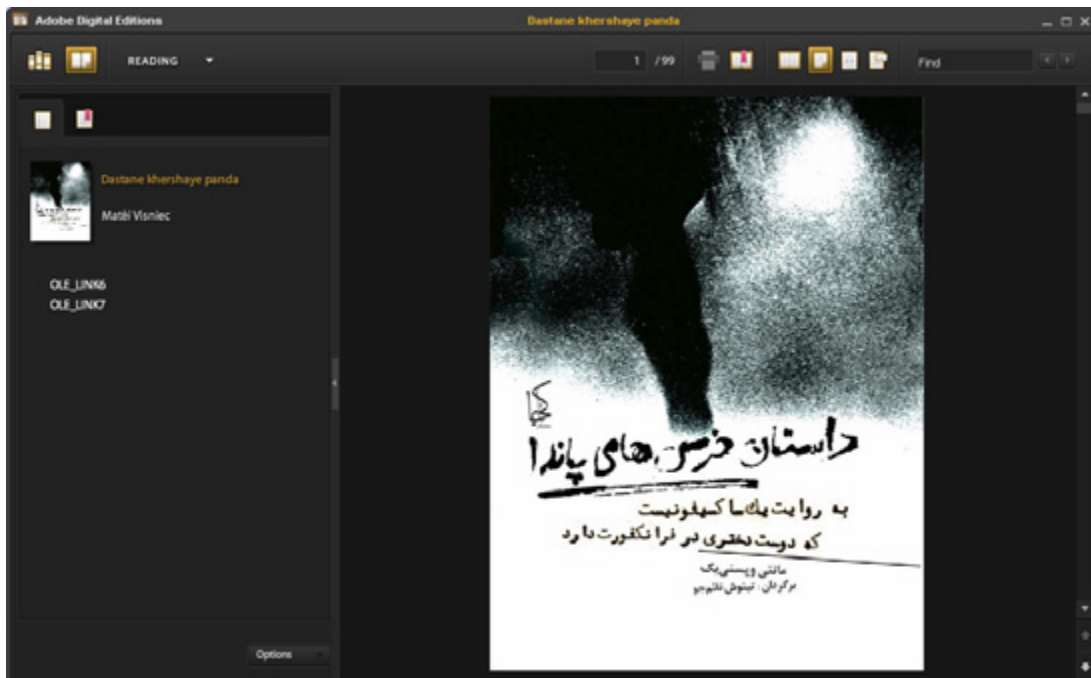 Adobe Digital Editions
Dastane khershaye panda
READING
1 / 99
Find
Dastane khershaye panda
Matéi Visniec
OLE_LINK6
OLE_LINK7
Options
داستان خرس‌های پاندا
به روایت یک ساکسیفونیست
که دوست دختری در فرانکفورت دارد
ماتئی ویسنی‌یک
برگردان : تینوش نظم‌جو